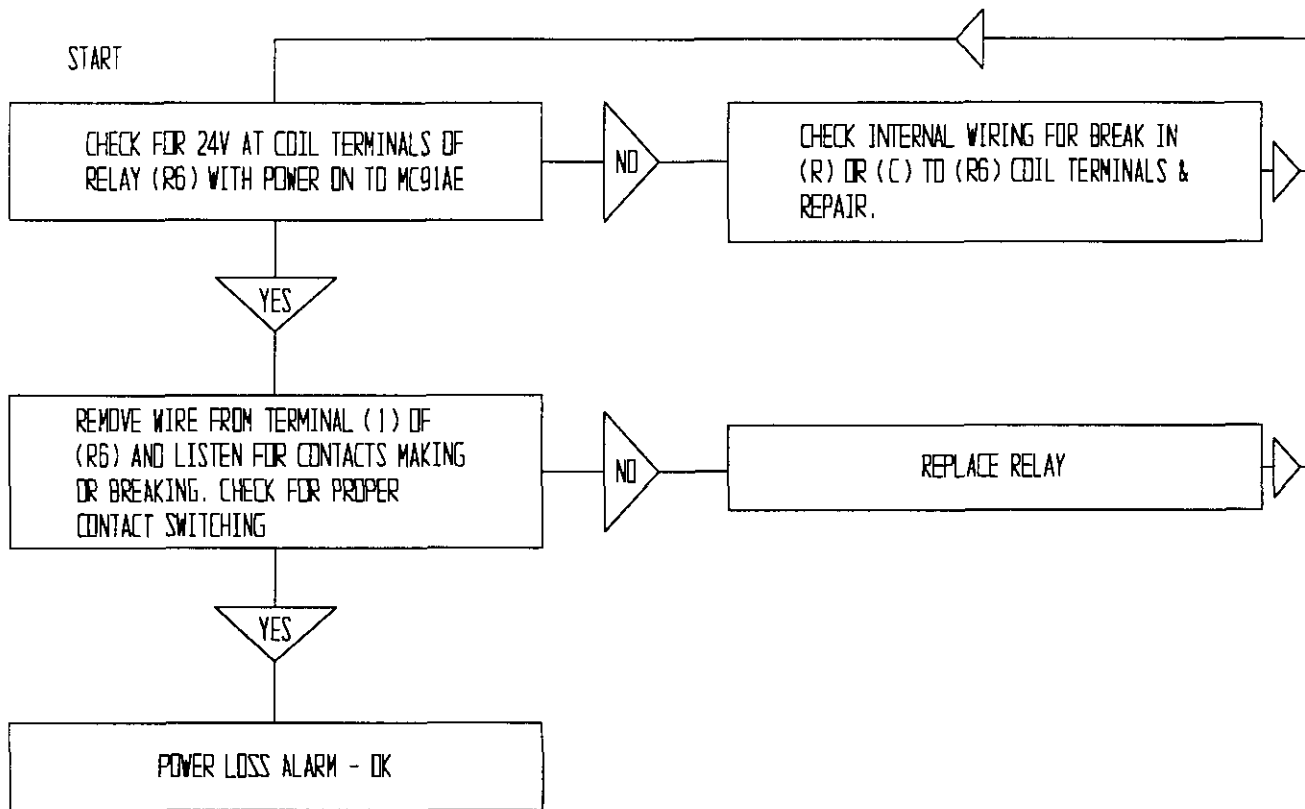 START
CHECK FOR 24V AT COIL TERMINALS OF
RELAY (R6) WITH POWER ON TO MC91AE
NO
CHECK INTERNAL WIRING FOR BREAK IN
(R) OR (C) TO (R6) COIL TERMINALS &
REPAIR.
YES
REMOVE WIRE FROM TERMINAL (1) OF
(R6) AND LISTEN FOR CONTACTS MAKING
OR BREAKING. CHECK FOR PROPER
CONTACT SWITCHING
NO
REPLACE RELAY
YES
POWER LOSS ALARM - OK